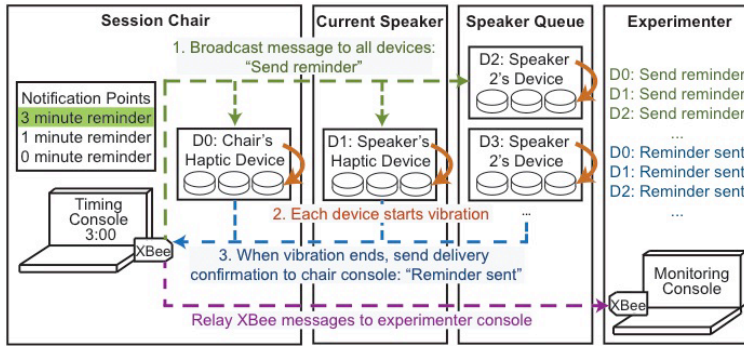 Session Chair
Current Speaker
Speaker Queue
Experimenter
1. Broadcast message to all devices:
“Send reminder”
Notification Points
3 minute reminder
1 minute reminder
0 minute reminder
D0: Chair’s
Haptic Device
D1: Speaker’s
Haptic Device
D2: Speaker
2’s Device
D3: Speaker
2’s Device
...
2. Each device starts vibration
Timing
Console
3:00
XBee
3. When vibration ends, send delivery
confirmation to chair console: “Reminder sent”
Relay XBee messages to experimenter console
D0: Send reminder
D1: Send reminder
D2: Send reminder
...
D0: Reminder sent
D1: Reminder sent
D2: Reminder sent
...
Monitoring
Console
XBee